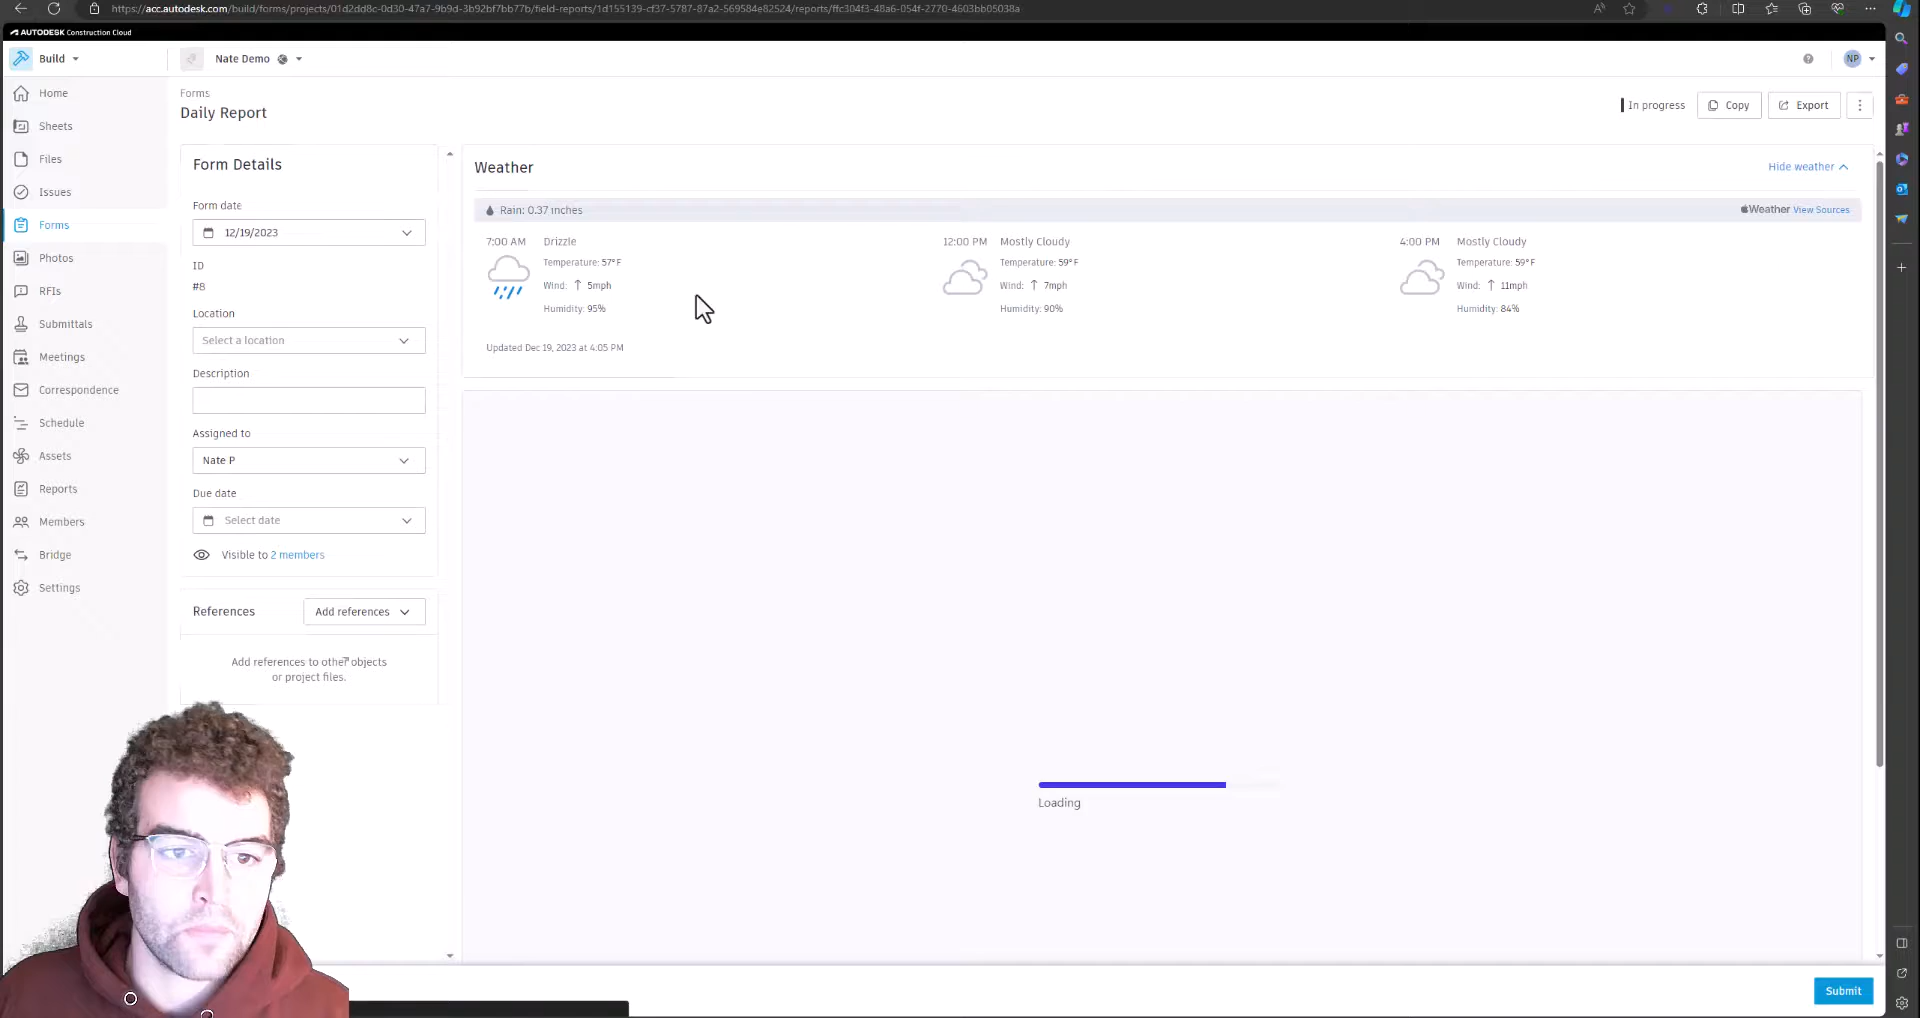 https://acc.autodesk.com/build/forms/projects/01d2dd8c-0d30-47a7-9b9d-3b92bf7bb77b/field-reports/1d155139-cf37-5787-87a2-569584e82524/reports/ffc304f3-48a6-054f-2770-4603bb05038a
AUTODESK Construction Cloud
Build
Nate Demo
NP
Home
Sheets
Files
Issues
Forms
Photos
RFIs
Submittals
Meetings
Correspondence
Schedule
Assets
Reports
Members
Bridge
Settings
Forms
Daily Report
In progress
Copy
Export
Form Details
Form date
12/19/2023
ID
#8
Location
Select a location
Description
Assigned to
Nate P
Due date
Select date
Visible to 2 members
References
Add references
Add references to other objects
or project files.
Weather
Hide weather
Rain: 0.37 inches
Weather View Sources
7:00 AM Drizzle
Temperature: 57°F
Wind: ↑ 5mph
Humidity: 95%
12:00 PM Mostly Cloudy
Temperature: 59°F
Wind: ↑ 7mph
Humidity: 90%
4:00 PM Mostly Cloudy
Temperature: 59°F
Wind: ↑ 11mph
Humidity: 84%
Updated Dec 19, 2023 at 4:05 PM
Loading
Submit